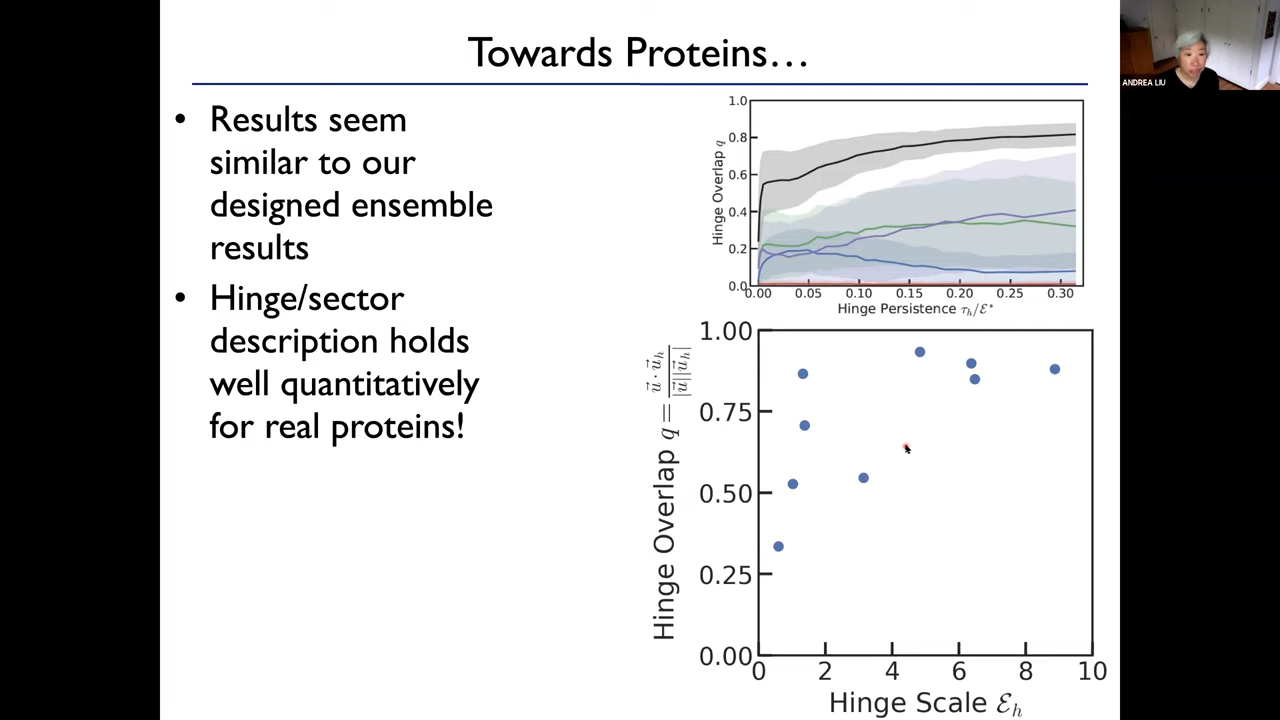 Towards Proteins…
ANDREA LIU
• Results seem
similar to our
designed ensemble
results
• Hinge/sector
description holds
well quantitatively
for real proteins!
1.0
0.8
0.6
0.4
0.2
0.0
Hinge Overlap q
0.00 0.05 0.10 0.15 0.20 0.25 0.30
Hinge Persistence τₕ/ℰ*
1.00
0.75
0.50
0.25
0.00
Hinge Overlap q = u⃗ · u⃗ₕ / |u⃗||u⃗ₕ|
0 2 4 6 8 10
Hinge Scale ℰₕ